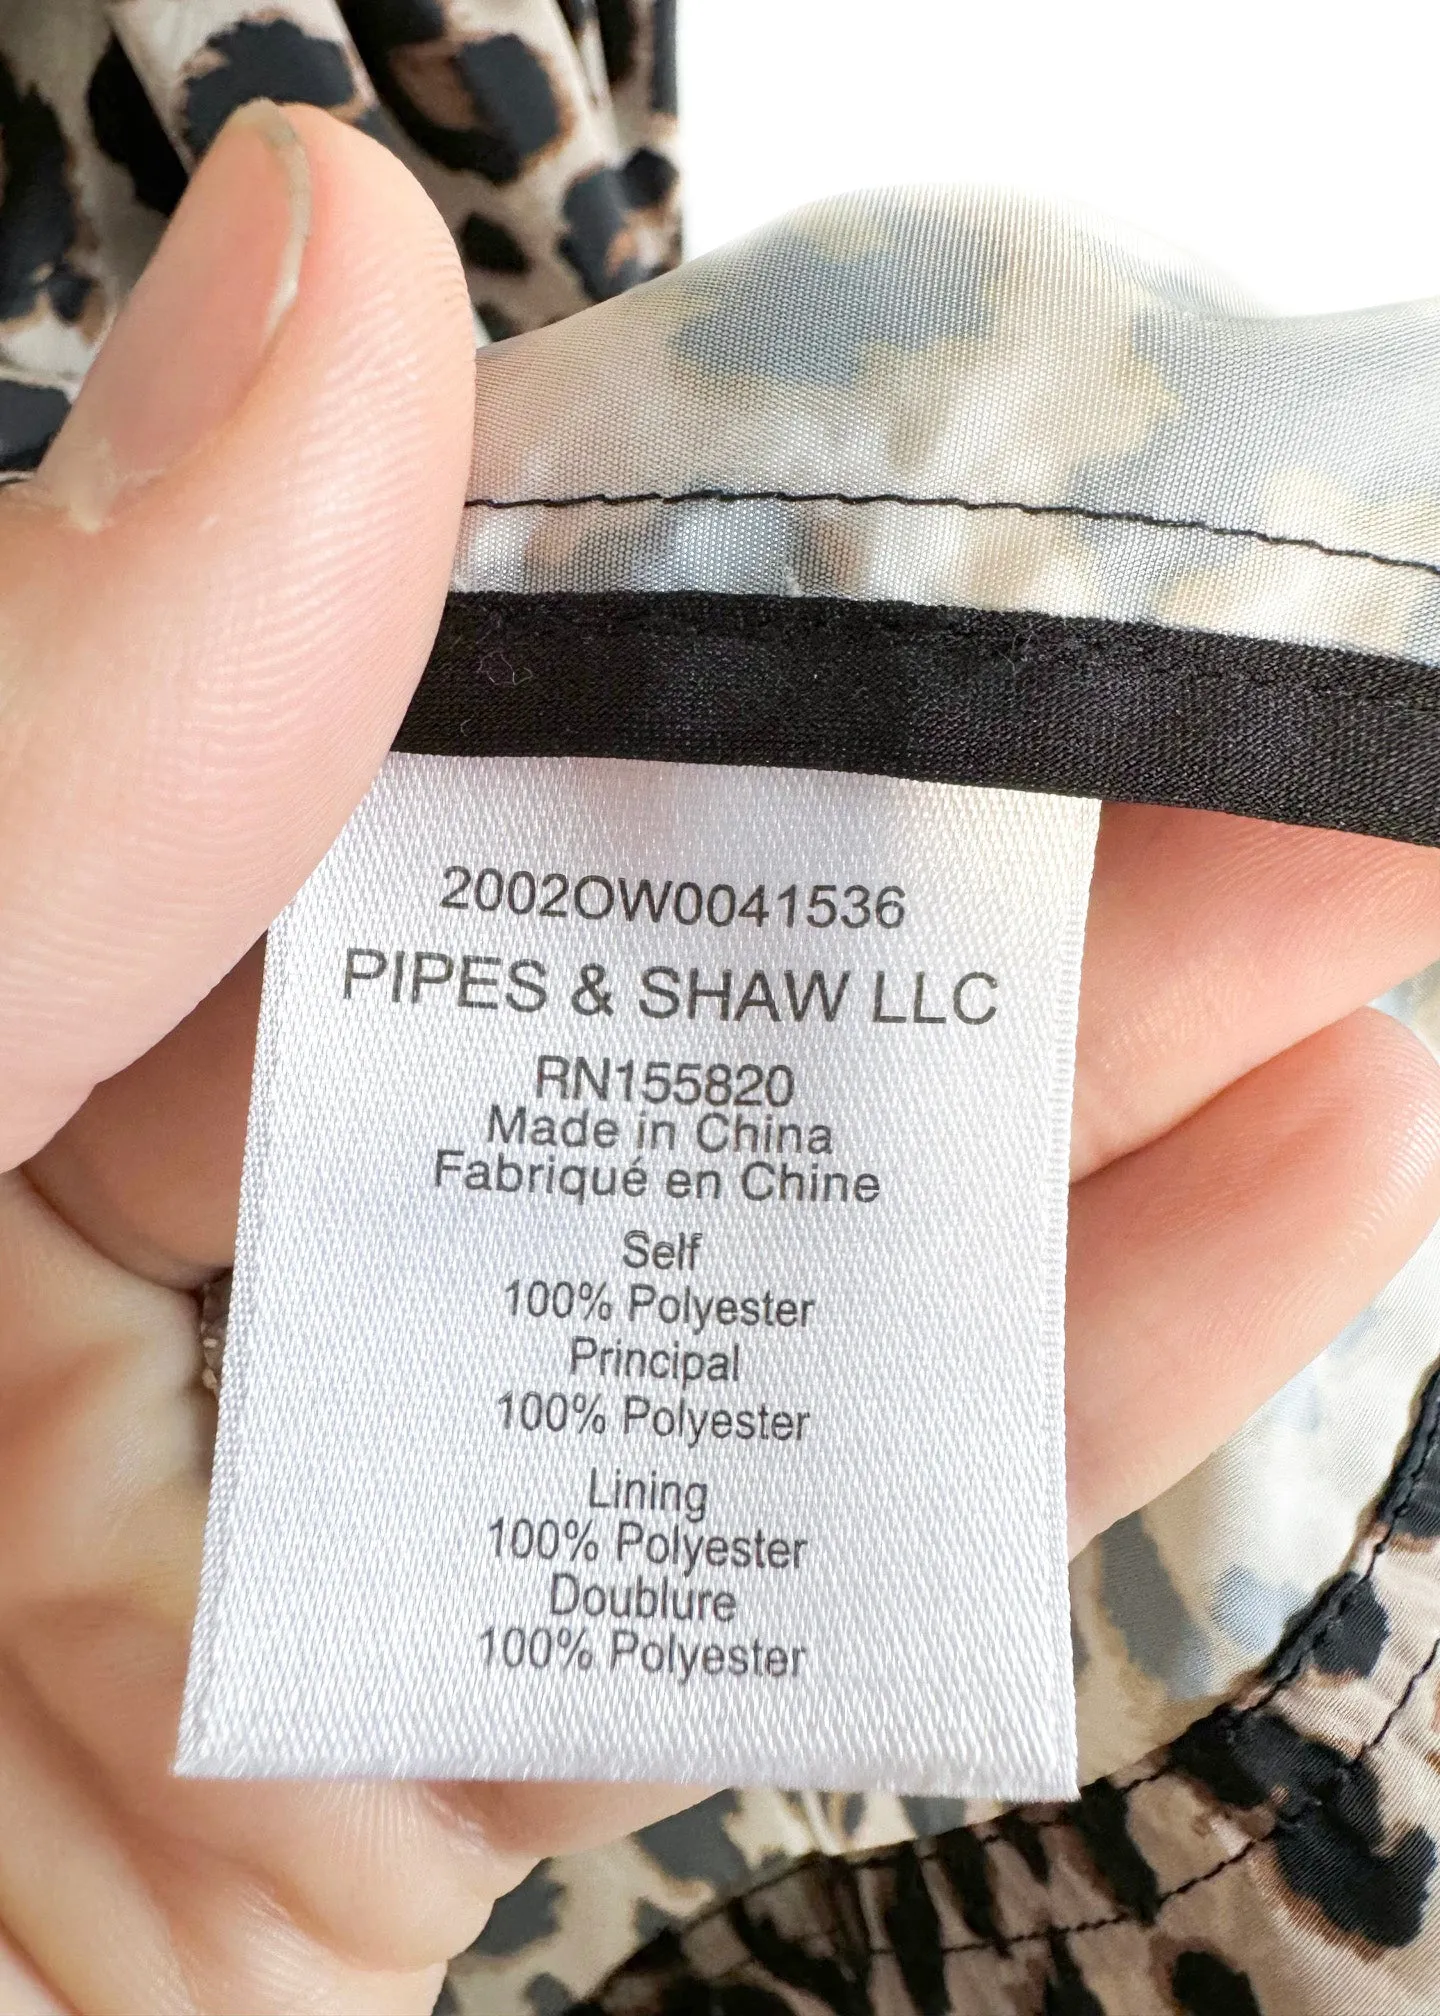 2002OW0041536
PIPES & SHAW LLC
RN155820
Made in China
Fabriqué en Chine
Self
100% Polyester
Principal
100% Polyester
Lining
100% Polyester
Doublure
100% Polyester